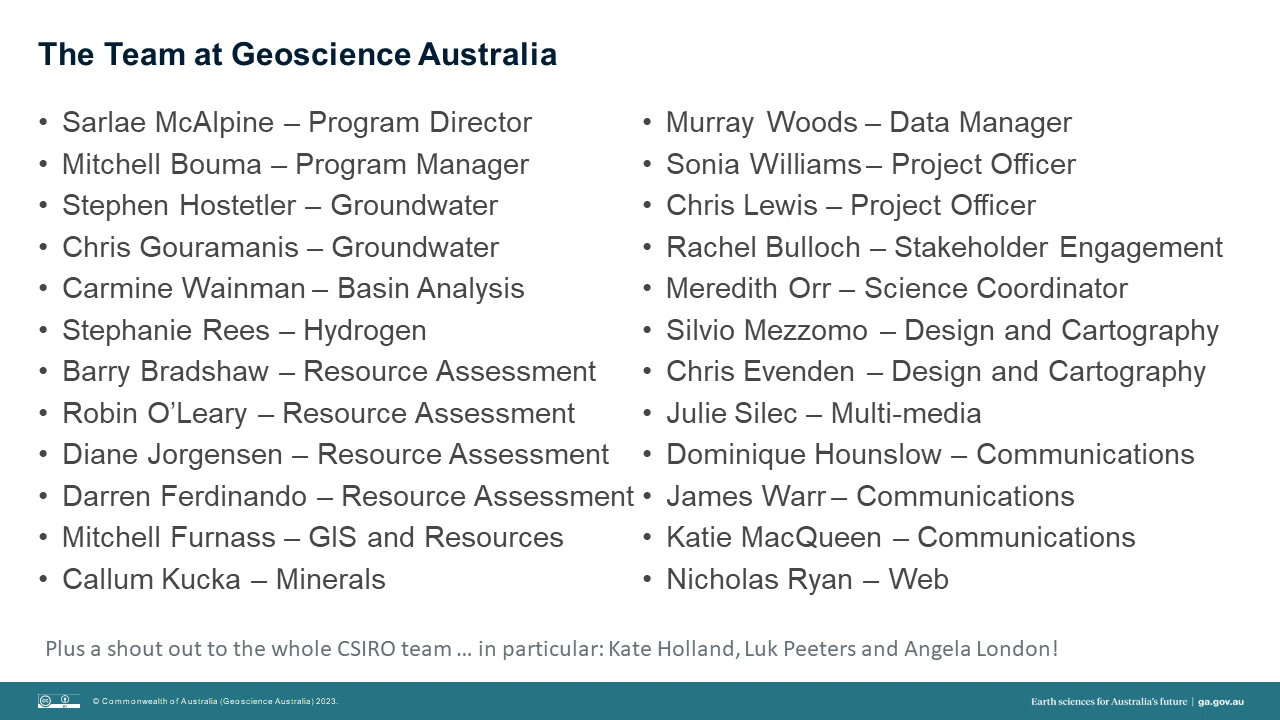 The Team at Geoscience Australia
• Sarlae McAlpine – Program Director
• Mitchell Bouma – Program Manager
• Stephen Hostetler – Groundwater
• Chris Gouramanis – Groundwater
• Carmine Wainman – Basin Analysis
• Stephanie Rees – Hydrogen
• Barry Bradshaw – Resource Assessment
• Robin O’Leary – Resource Assessment
• Diane Jorgensen – Resource Assessment
• Darren Ferdinando – Resource Assessment
• Mitchell Furnass – GIS and Resources
• Callum Kucka – Minerals
• Murray Woods – Data Manager
• Sonia Williams – Project Officer
• Chris Lewis – Project Officer
• Rachel Bulloch – Stakeholder Engagement
• Meredith Orr – Science Coordinator
• Silvio Mezzomo – Design and Cartography
• Chris Evenden – Design and Cartography
• Julie Silec – Multi-media
• Dominique Hounslow – Communications
• James Warr – Communications
• Katie MacQueen – Communications
• Nicholas Ryan – Web
Plus a shout out to the whole CSIRO team … in particular: Kate Holland, Luk Peeters and Angela London!
cc BY
© Commonwealth of Australia (Geoscience Australia) 2023.
Earth sciences for Australia’s future | ga.gov.au